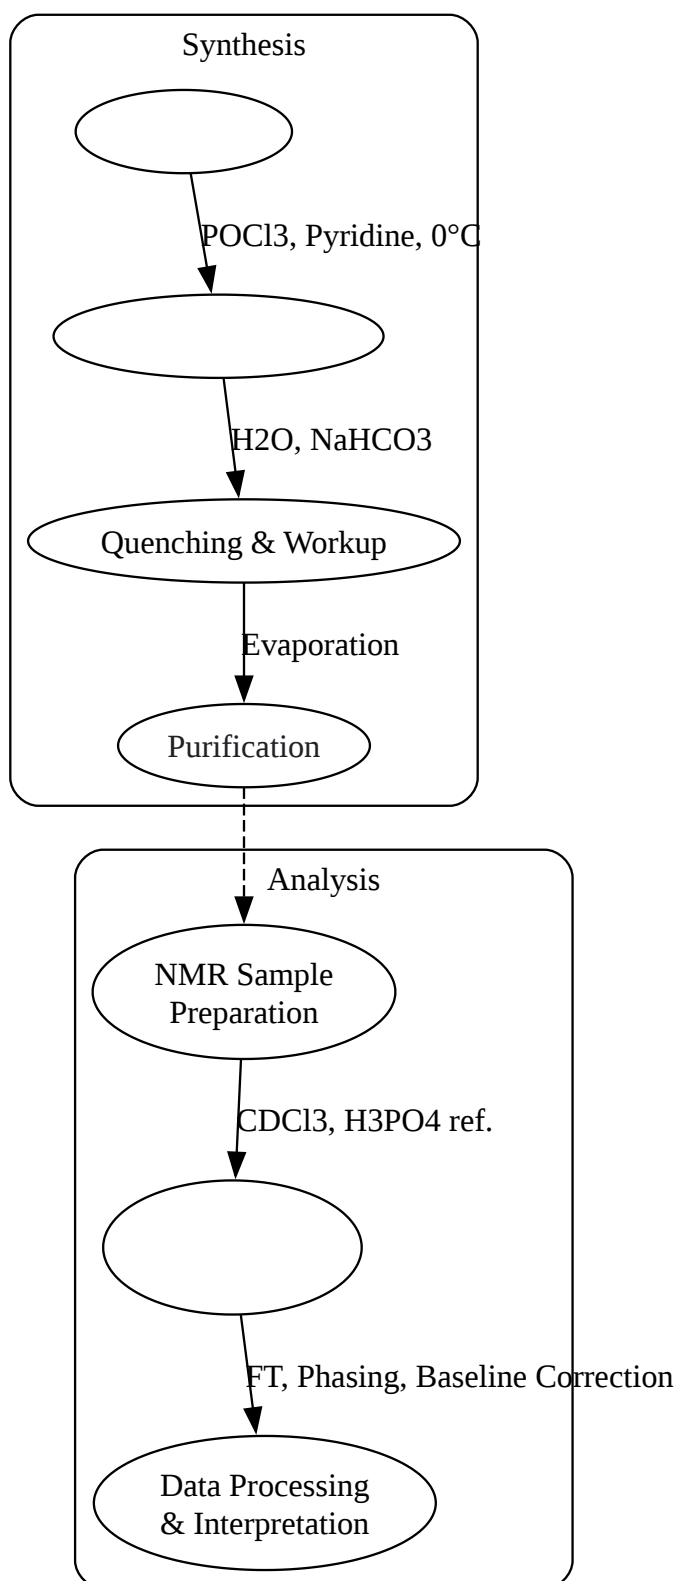 Synthesis
POCl3, Pyridine, 0°C
H2O, NaHCO3
Quenching & Workup
Evaporation
Purification
Analysis
NMR Sample
Preparation
CDCl3, H3PO4 ref.
FT, Phasing, Baseline Correction
Data Processing
& Interpretation